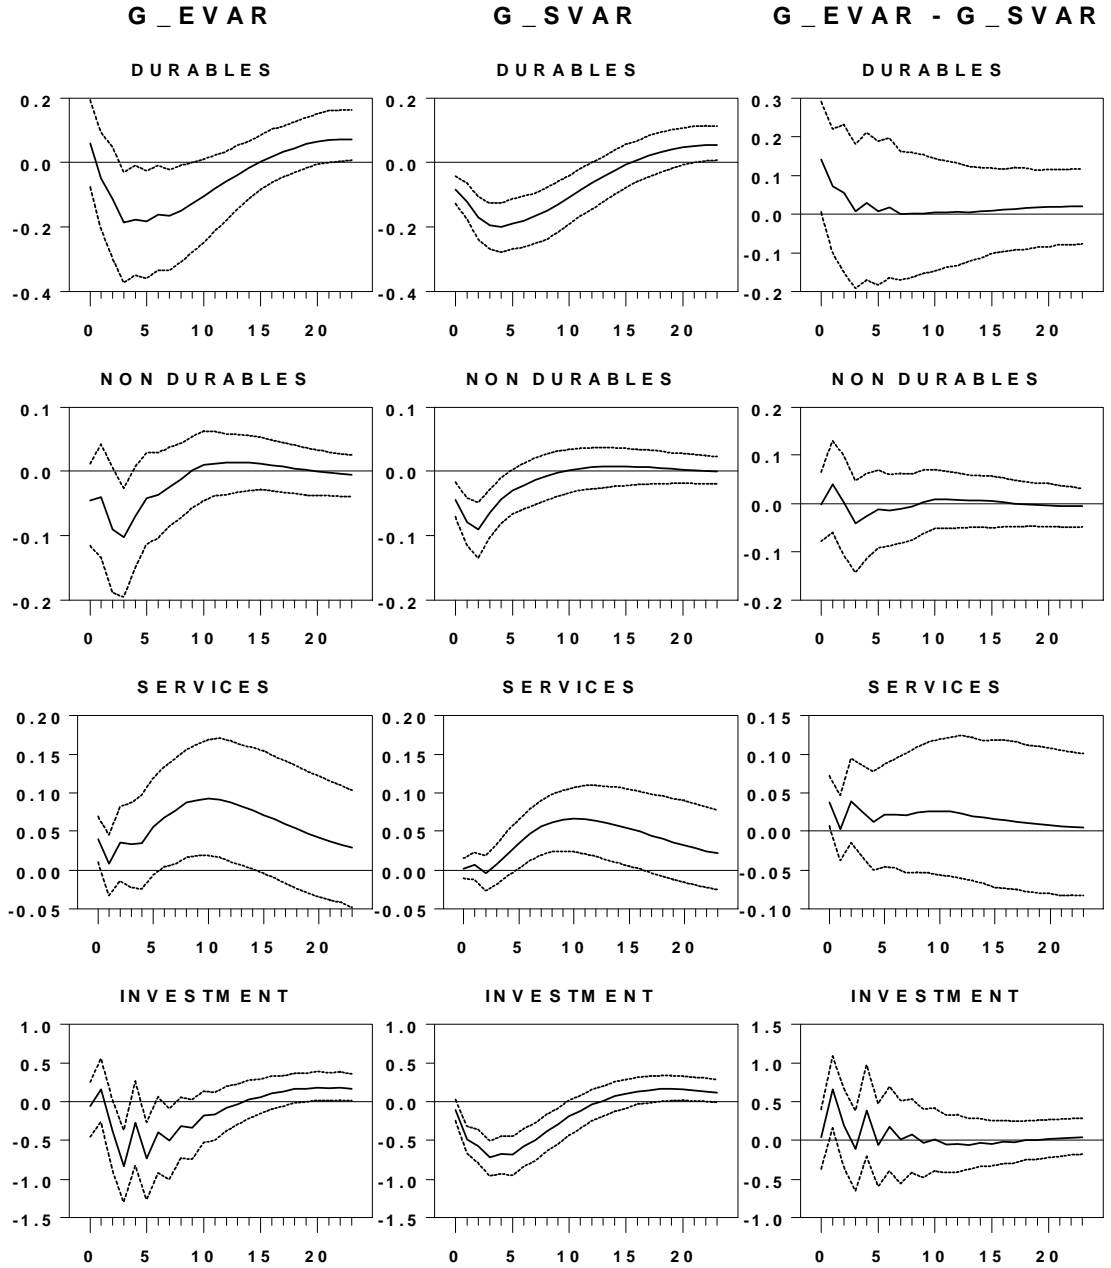 G_EVAR G_SVAR G_EVAR - G_SVAR
DURABLES DURABLES DURABLES
0.2 0.2 0.3
0.2
0.0 0.0 0.1
0.0
-0.2 -0.2
-0.1
-0.4 -0.4 -0.2
0 5 10 15 20 0 5 10 15 20 0 5 10 15 20
NON DURABLES NON DURABLES NON DURABLES
0.1 0.1 0.2
0.1
0.0 0.0
0.0
-0.1 -0.1
-0.1
-0.2 -0.2 -0.2
0 5 10 15 20 0 5 10 15 20 0 5 10 15 20
SERVICES SERVICES SERVICES
0.20 0.20 0.15
0.15 0.15 0.10
0.10 0.10
0.05
0.05 0.05 0.00
0.00 0.00 -0.05
-0.05 -0.05 -0.10
0 5 10 15 20 0 5 10 15 20 0 5 10 15 20
INVESTMENT INVESTMENT INVESTMENT
1.0 1.0 1.5
0.5 0.5 1.0
0.0 0.0 0.5
-0.5 -0.5 0.0
-1.0 -1.0 -0.5
-1.5 -1.5 -1.0
0 5 10 15 20 0 5 10 15 20 0 5 10 15 20